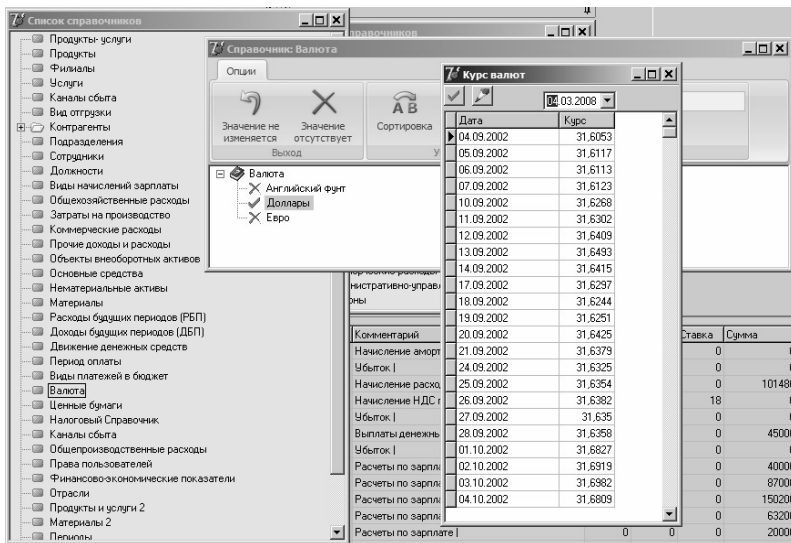 Список справочников
Продукты- услуги
Продукты
Филиалы
Услуги
Каналы сбыта
Вид отгрузки
Контрагенты
Подразделения
Сотрудники
Должности
Виды начислений зарплаты
Общехозяйственные расходы
Затраты на производство
Коммерческие расходы
Прочие доходы и расходы
Объекты внеоборотных активов
Основные средства
Нематериальные активы
Материалы
Расходы будущих периодов (РБП)
Доходы будущих периодов (ДБП)
Движение денежных средств
Период оплаты
Виды платежей в бюджет
Валюта
Ценные бумаги
Налоговый Справочник
Каналы сбыта
Общепроизводственные расходы
Права пользователей
Финансово-экономические показатели
Отрасли
Продукты и услуги 2
Материалы 2
Периоды
Справочник: Валюта
Опции
Значение не изменяется
Значение отсутствует
Выход
Сортировка
У
Валюта
Английский фунт
Доллары
Евро
Курс валют
04.03.2008
Дата Курс
04.09.2002 31,6053
05.09.2002 31,6117
06.09.2002 31,6113
07.09.2002 31,6123
10.09.2002 31,6268
11.09.2002 31,6302
12.09.2002 31,6409
13.09.2002 31,6493
14.09.2002 31,6415
17.09.2002 31,6297
18.09.2002 31,6244
19.09.2002 31,6251
20.09.2002 31,6425
21.09.2002 31,6379
24.09.2002 31,6325
25.09.2002 31,6354
26.09.2002 31,6382
27.09.2002 31,635
28.09.2002 31,6358
01.10.2002 31,6827
02.10.2002 31,6919
03.10.2002 31,6982
04.10.2002 31,6809
Комментарий Ставка Сумма
Начисление аморт 0
Убыток | 0
Начисление расхо 0 10148
Начисление НДС 18
Убыток | 0
Выплаты денежнь 0 4500
Убыток | 0
Расчеты по зарпл 0 4000
Расчеты по зарпл 0 8700
Расчеты по зарпл 0 15020
Расчеты по зарпл 0 6320
Расчеты по зарплате | 0 0 0 2000